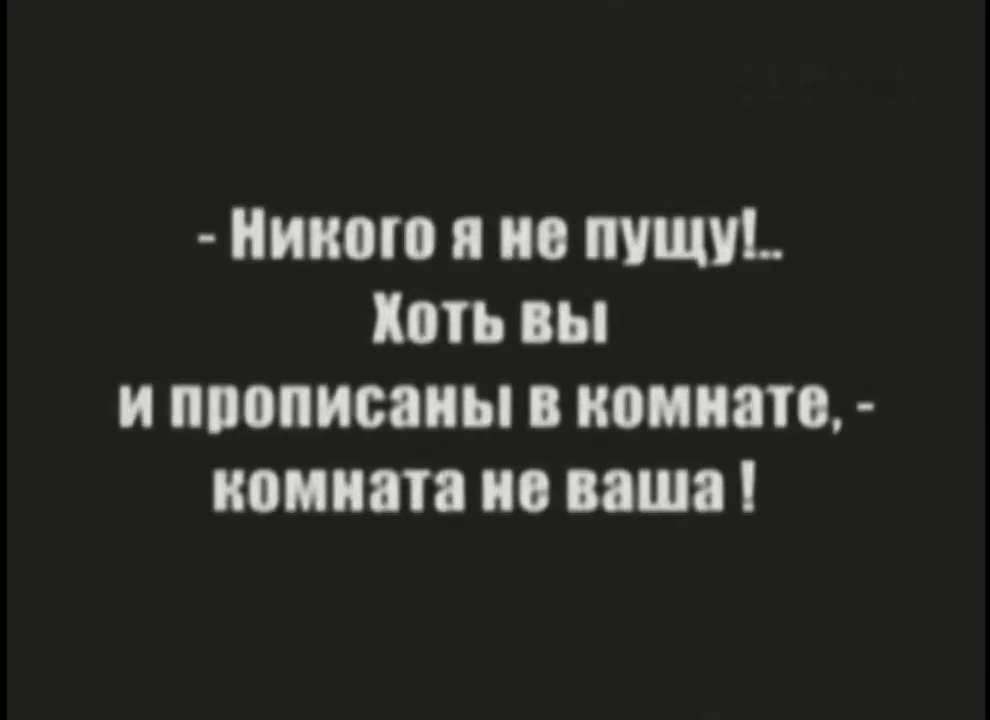 - Никого я не пущу!..
Хоть вы
и прописаны в комнате, -
комната не ваша !